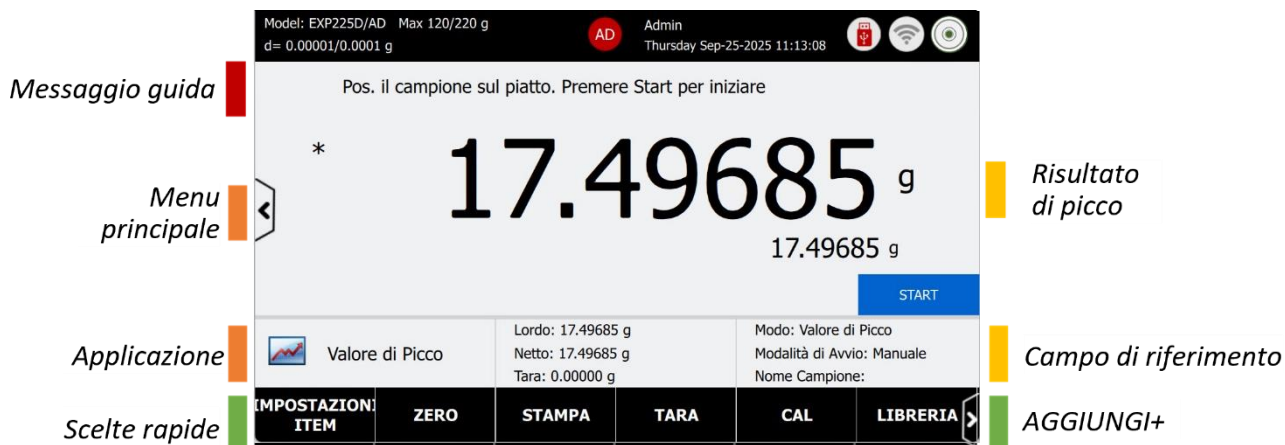 Model: EXP225D/AD Max 120/220 g
d= 0.00001/0.0001 g
AD
Admin
Thursday Sep-25-2025 11:13:08
Messaggio guida
Pos. il campione sul piatto. Premere Start per iniziare
*
17.49685 g
Menu
principale
Risultato
di picco
17.49685 g
START
Applicazione
Valore di Picco
Lordo: 17.49685 g
Netto: 17.49685 g
Tara: 0.00000 g
Modo: Valore di Picco
Modalità di Avvio: Manuale
Nome Campione:
Campo di riferimento
Scelte rapide
IMPOSTAZIONI
ITEM
ZERO
STAMPA
TARA
CAL
LIBRERIA
AGGIUNGI+